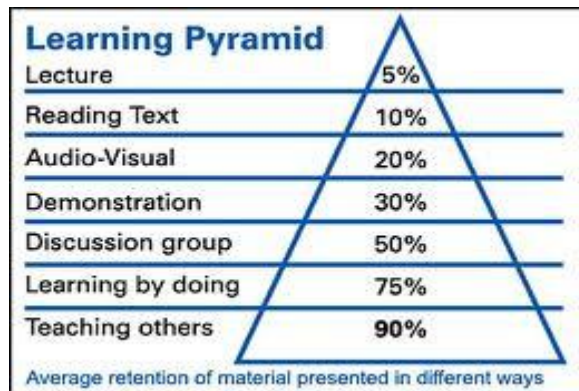 Learning Pyramid
Lecture 5%
Reading Text 10%
Audio-Visual 20%
Demonstration 30%
Discussion group 50%
Learning by doing 75%
Teaching others 90%
Average retention of material presented in different ways